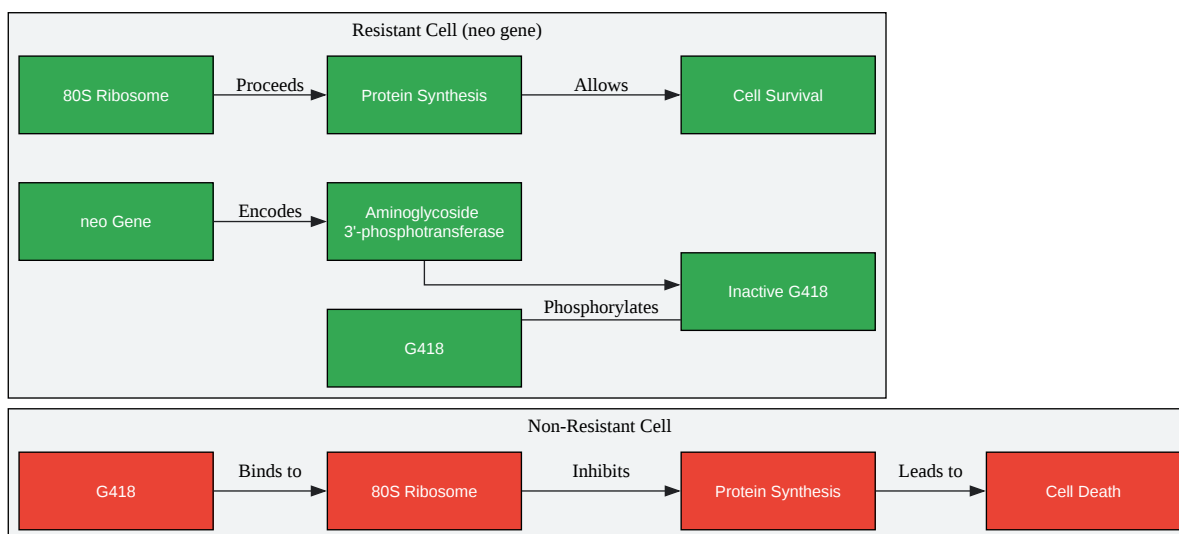 Resistant Cell (neo gene)
80S Ribosome
Proceeds
Protein Synthesis
Allows
Cell Survival
neo Gene
Encodes
Aminoglycoside
3'-phosphotransferase
Inactive G418
Phosphorylates
G418
Non-Resistant Cell
G418
Binds to
80S Ribosome
Inhibits
Protein Synthesis
Leads to
Cell Death